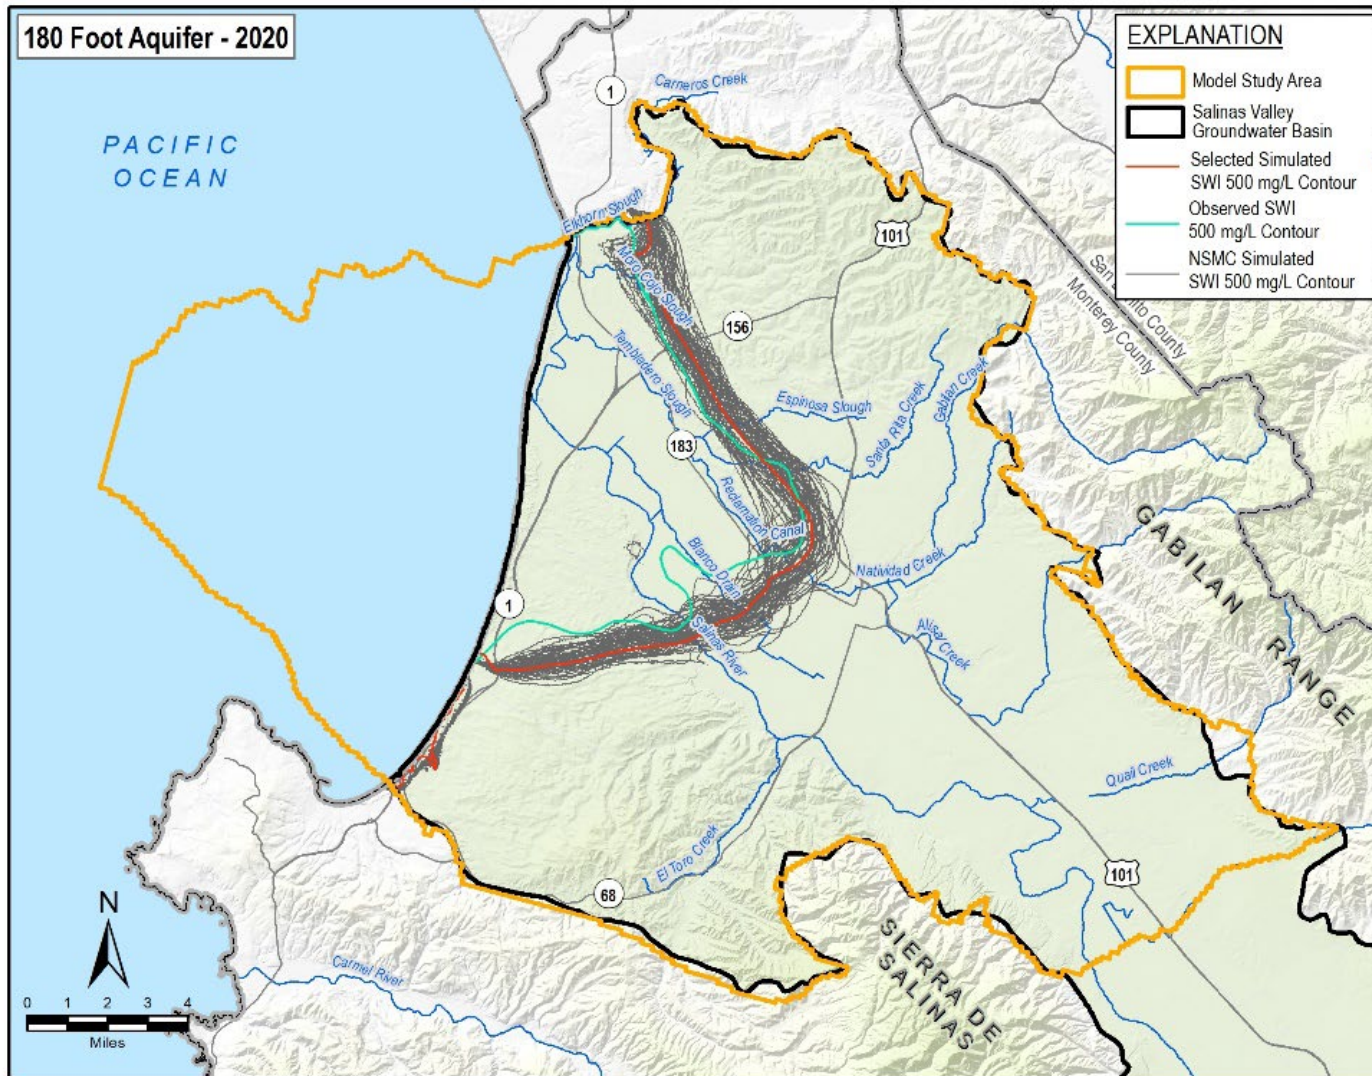 180 Foot Aquifer - 2020
EXPLANATION
Model Study Area
Salinas Valley
Groundwater Basin
Selected Simulated
SWI 500 mg/L Contour
Observed SWI
500 mg/L Contour
NSMC Simulated
SWI 500 mg/L Contour
PACIFIC
OCEAN
1
Carneros Creek
Elkhorn Slough
101
San Benito County
Monterey County
Moro Cojo Slough
156
Tembladero Slough
Espinosa Slough
Santa Rita Creek
Gabilan Creek
183
Reclamation Canal
GABILAN RANGE
Blanco Drain
Natividad Creek
1
Salinas River
Alisal Creek
Quail Creek
El Toro Creek
101
68
SIERRA DE
SALINAS
Carmel River
N
0 1 2 3 4
Miles